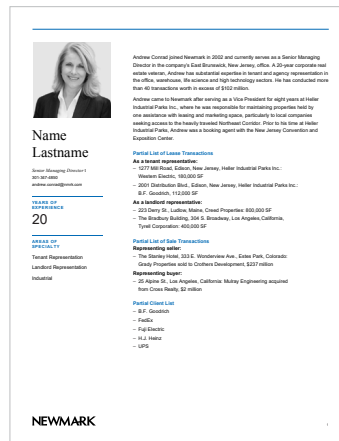 Andrew Conrad joined Newmark in 2002 and currently serves as a Senior Managing
Director in the company's East Brunswick, New Jersey, office. A 20-year corporate real
estate veteran, Andrew has substantial expertise in tenant and agency representation in
the office, warehouse, life science and high technology sectors. He has conducted more
than 40 transactions worth in excess of $102 million.
Andrew came to Newmark after serving as a Vice President for eight years at Heller
Industrial Parks, Inc., where he was responsible for maintaining properties held by
one assistance with leasing and marketing space, particularly to local companies
seeking access to the heavily traveled Northeast Corridor. Prior to his time at Heller
Industrial Parks, Andrew was a booking agent with the New Jersey Convention and
Exposition Center.
Name
Lastname
Senior Managing Director
andrew.conrad@nmrk.com
YEARS OF
EXPERIENCE
20
AREAS OF
SPECIALTY
Tenant Representation
Landlord Representation
Industrial
Partial List of Lease Transactions
As a tenant representative:
– 1277 Mill Road, Edison, New Jersey, Heller Industrial Parks Inc.:
Western Electric, 180,000 SF
– 2001 Distribution Blvd., Edison, New Jersey, Heller Industrial Parks Inc.:
B.F. Goodrich, 112,000 SF
As a landlord representative:
– 223 Derry St., Ludlow, Maine, Creed Properties: 800,000 SF
– The Bradbury Building, 304 S. Broadway, Los Angeles,California,
Tyrell Corporation: 400,000 SF
Partial List of Sale Transactions
Representing seller:
– The Stanley Hotel, 333 E. Wonderview Ave., Estes Park, Colorado:
Grady Properties sold to Crothers Development, $237 million
Representing buyer:
– 25 Alpine St., Los Angeles, California: Mulray Engineering acquired
from Cross Realty, $2 million
Partial Client List
– B.F. Goodrich
– FedEx
– Fuji Electric
– H.J. Heinz
– UPS
NEWMARK